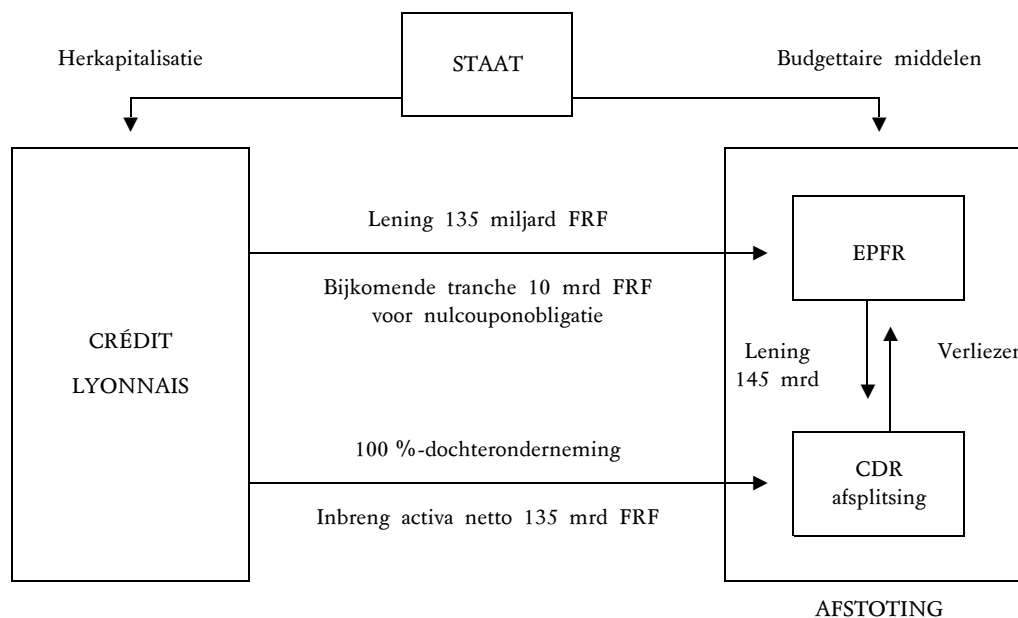 Herkapitalisatie
STAAT
Budgettaire middelen
Lening 135 miljard FRF
EPFR
Bijkomende tranche 10 mrd FRF
voor nulcouponobligatie
CRÉDIT
LYONNAIS
Lening
145 mrd
Verliezen
100 %-dochteronderneming
CDR
afsplitsing
Inbreng activa netto 135 mrd FRF
AFSTOTING